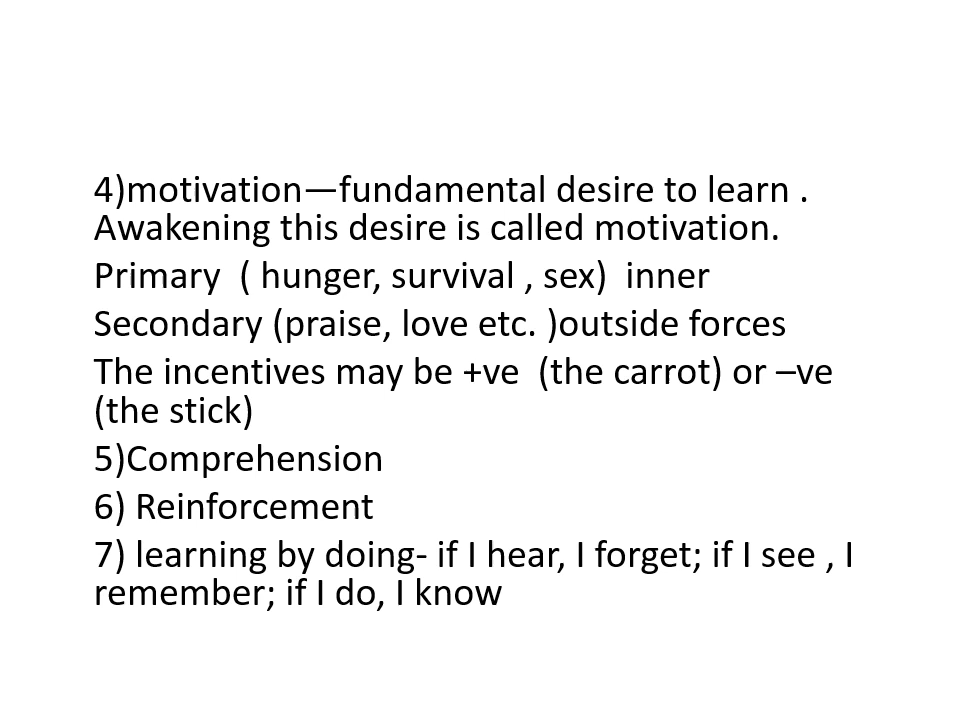 4)motivation—fundamental desire to learn .
Awakening this desire is called motivation.
Primary  ( hunger, survival , sex)  inner
Secondary (praise, love etc. )outside forces
The incentives may be +ve  (the carrot) or –ve
(the stick)
5)Comprehension
6) Reinforcement
7) learning by doing- if I hear, I forget; if I see , I
remember; if I do, I know